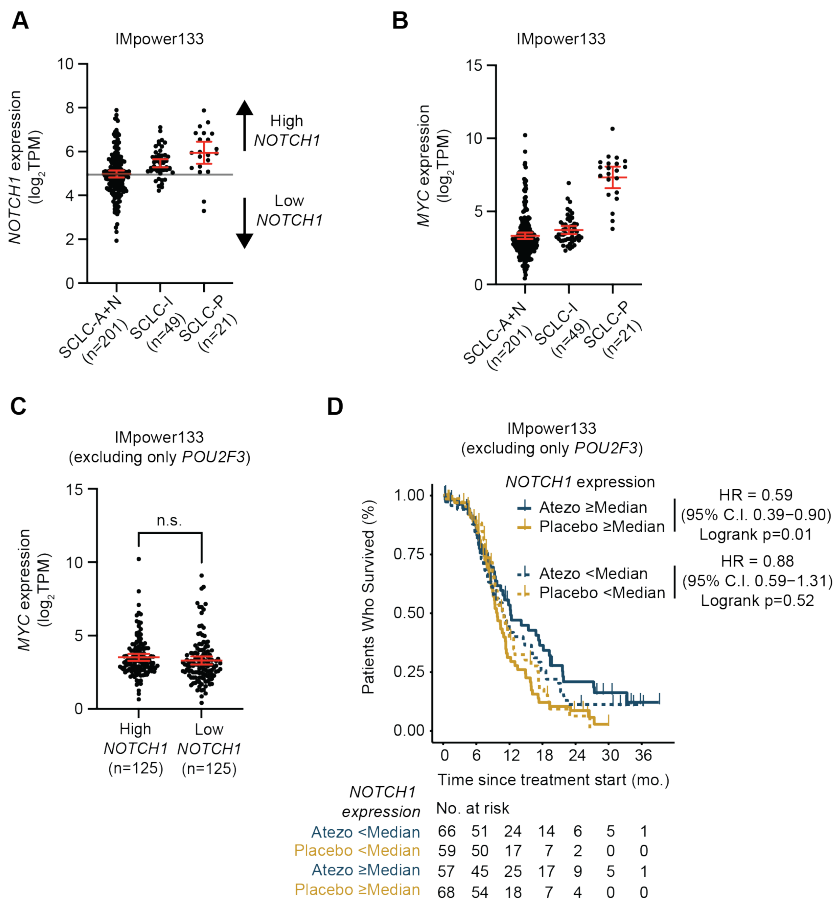 A
IMpower133
NOTCH1 expression
(log2TPM)
10
8
6
4
2
0
High
NOTCH1
Low
NOTCH1
SCLC-A+N
(n=201)
SCLC-I
(n=49)
SCLC-P
(n=21)
B
IMpower133
MYC expression
(log2TPM)
15
10
5
0
SCLC-A+N
(n=201)
SCLC-I
(n=49)
SCLC-P
(n=21)
C
IMpower133
(excluding only POU2F3)
MYC expression
(log2TPM)
15
10
5
0
n.s.
High
NOTCH1
(n=125)
Low
NOTCH1
(n=125)
D
IMpower133
(excluding only POU2F3)
Patients Who Survived (%)
1.00
0.75
0.50
0.25
0.00
NOTCH1 expression
Atezo ≥Median
Placebo ≥Median
HR = 0.59
(95% C.I. 0.39−0.90)
Logrank p=0.01
Atezo <Median
Placebo <Median
HR = 0.88
(95% C.I. 0.59−1.31)
Logrank p=0.52
0 6 12 18 24 30 36
Time since treatment start (mo.)
NOTCH1
expression
No. at risk
Atezo <Median 66 51 24 14 6 5 1
Placebo <Median 59 50 17 7 2 0 0
Atezo ≥Median 57 45 25 17 9 5 1
Placebo ≥Median 68 54 18 7 4 0 0